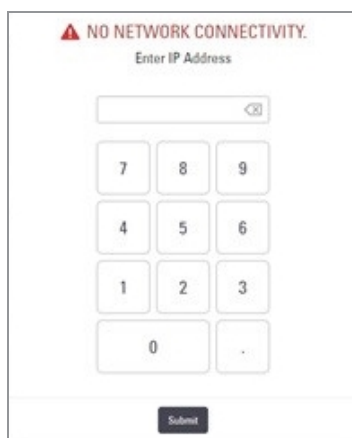 NO NETWORK CONNECTIVITY.
Enter IP Address
7 8 9
4 5 6
1 2 3
0 .
Submit